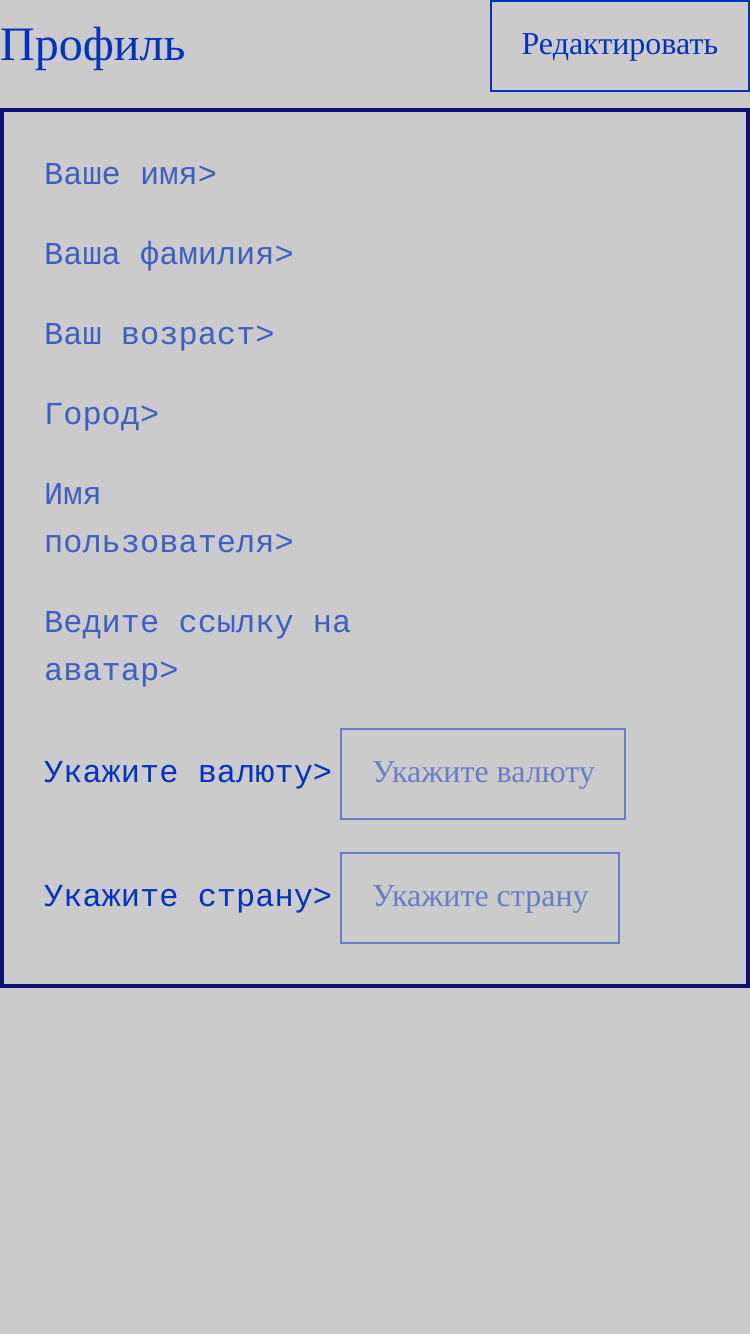 Профиль
Редактировать
Ваше имя>
Ваша фамилия>
Ваш возраст>
Город>
Имя
пользователя>
Ведите ссылку на
аватар>
Укажите валюту>
Укажите валюту
Укажите страну>
Укажите страну